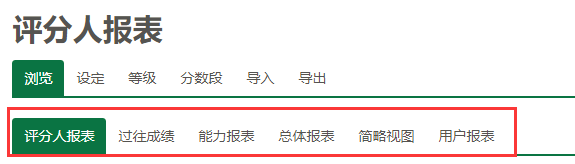 评分人报表
浏览 设定 等级 分数段 导入 导出
评分人报表 过往成绩 能力报表 总体报表 简略视图 用户报表